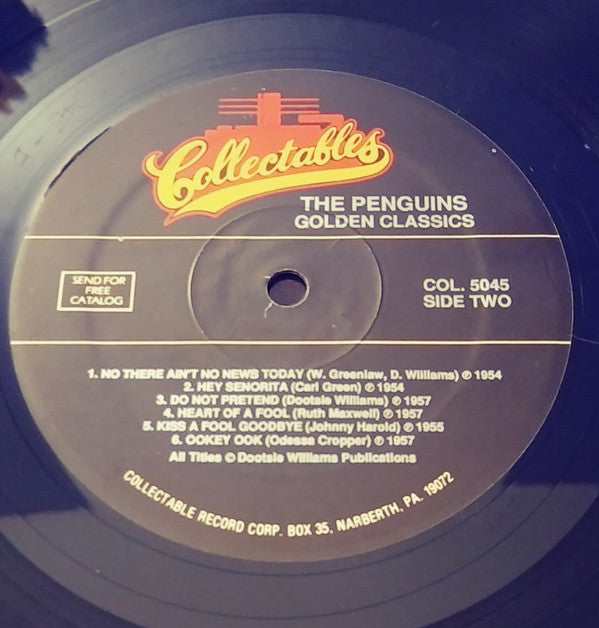 Collectables
THE PENGUINS
GOLDEN CLASSICS
SEND FOR
FREE
CATALOG
COL. 5045
SIDE TWO
1. NO THERE AIN'T NO NEWS TODAY (W. Greenlaw, D. Williams) ℗ 1954
2. HEY SENORITA (Carl Green) ℗ 1954
3. DO NOT PRETEND (Dootsie Williams) ℗ 1957
4. HEART OF A FOOL (Ruth Maxwell) ℗ 1957
5. KISS A FOOL GOODBYE (Johnny Harold) ℗ 1955
6. OOKEY OOK (Odessa Cropper) ℗ 1957
All Titles © Dootsie Williams Publications
COLLECTABLE RECORD CORP. BOX 35, NARBERTH, PA. 19072